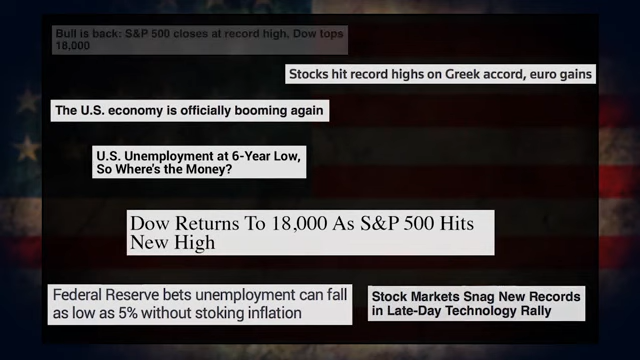 Bull is back: S&P 500 closes at record high, Dow tops
18,000
Stocks hit record highs on Greek accord, euro gains
The U.S. economy is officially booming again
U.S. Unemployment at 6-Year Low,
So Where's the Money?
Dow Returns To 18,000 As S&P 500 Hits
New High
Federal Reserve bets unemployment can fall
as low as 5% without stoking inflation
Stock Markets Snag New Records
in Late-Day Technology Rally